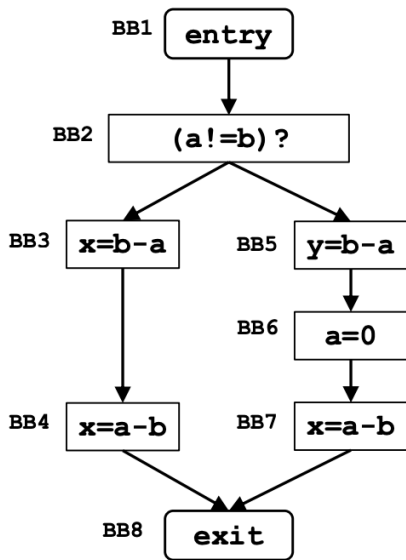 BB1 entry
BB2 (a!=b)?
BB3 x=b-a
BB5 y=b-a
BB6 a=0
BB4 x=a-b
BB7 x=a-b
BB8 exit